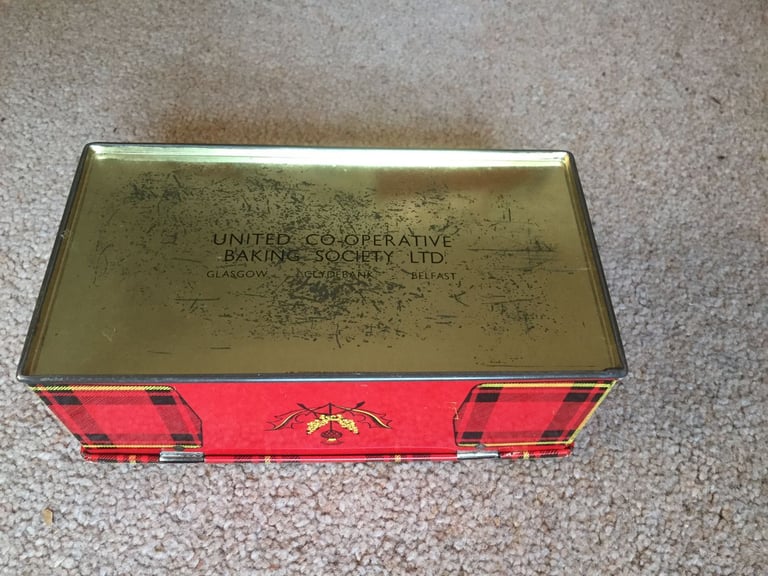 UNITED CO-OPERATIVE
BAKING SOCIETY LTD
GLASGOW CLYDEBANK BELFAST